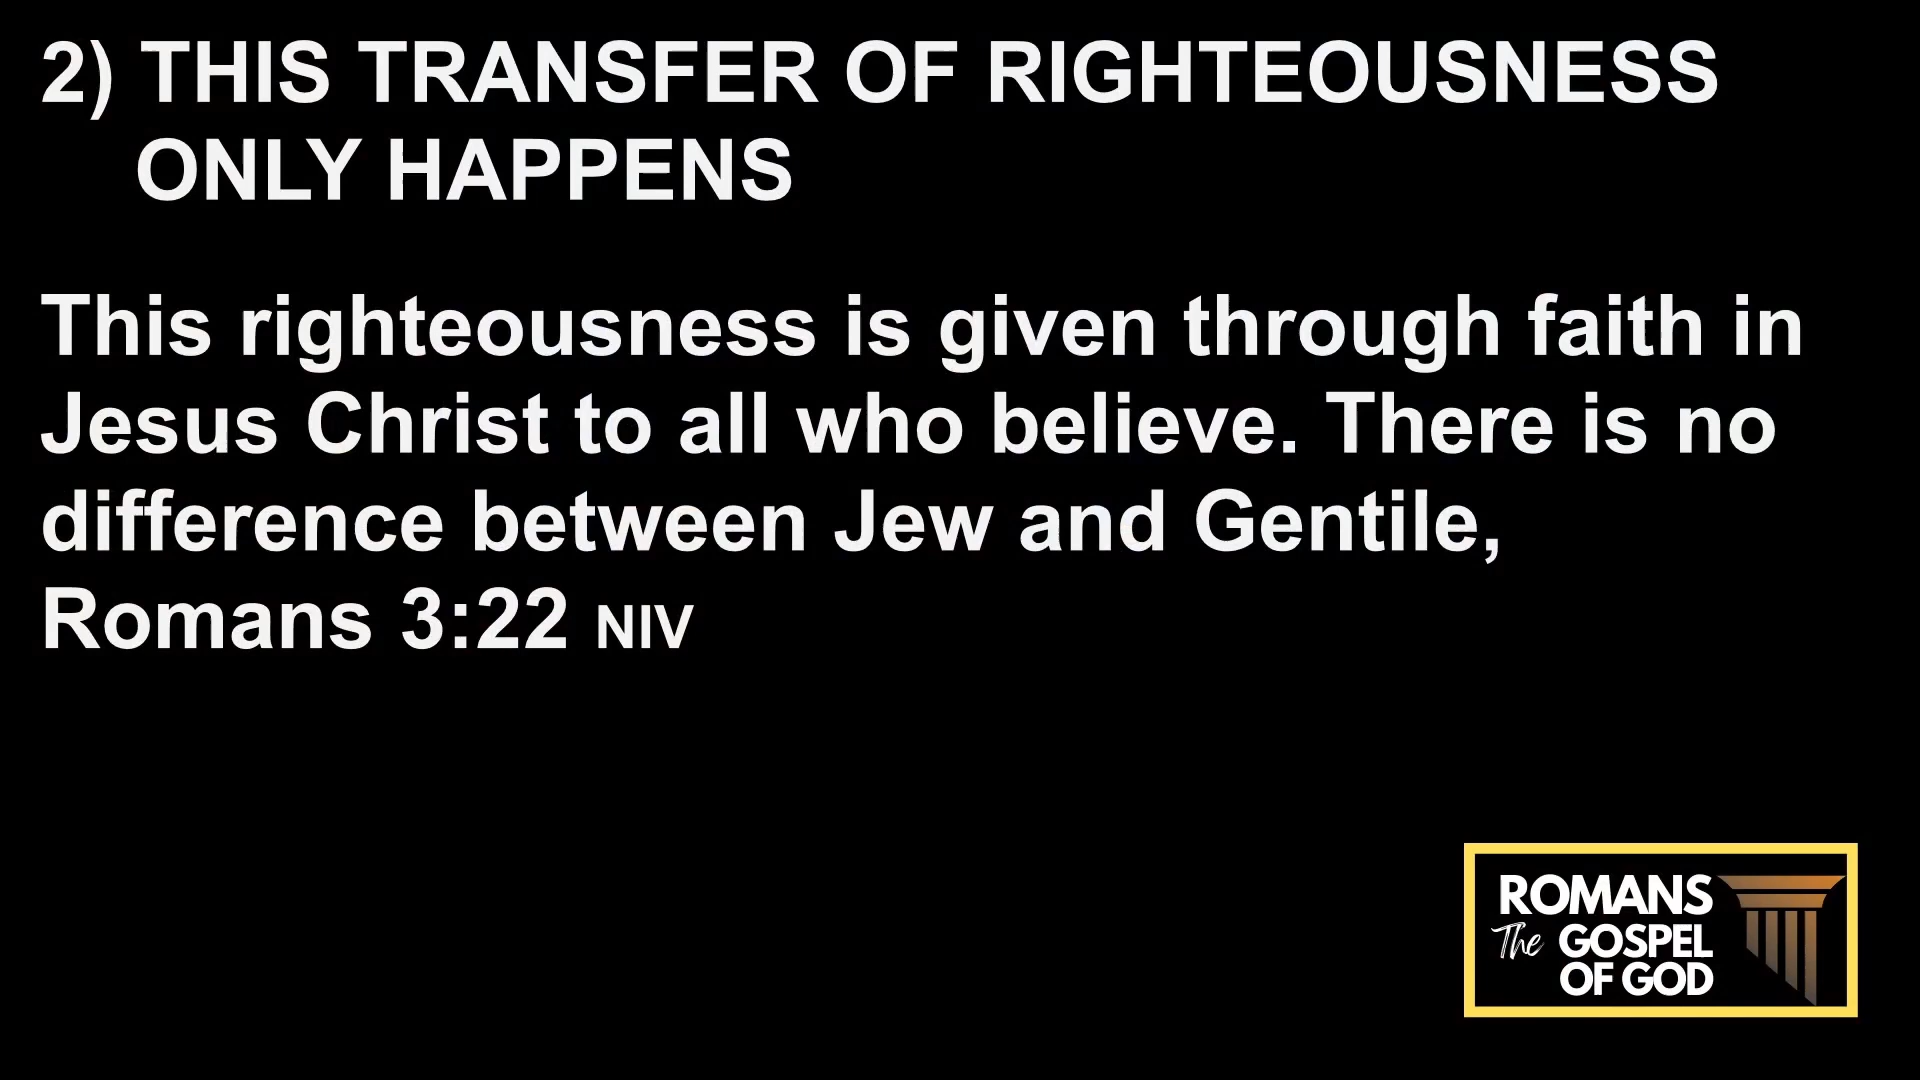 2) THIS TRANSFER OF RIGHTEOUSNESS
ONLY HAPPENS
This righteousness is given through faith in
Jesus Christ to all who believe. There is no
difference between Jew and Gentile,
Romans 3:22 NIV
ROMANS
The GOSPEL
OF GOD